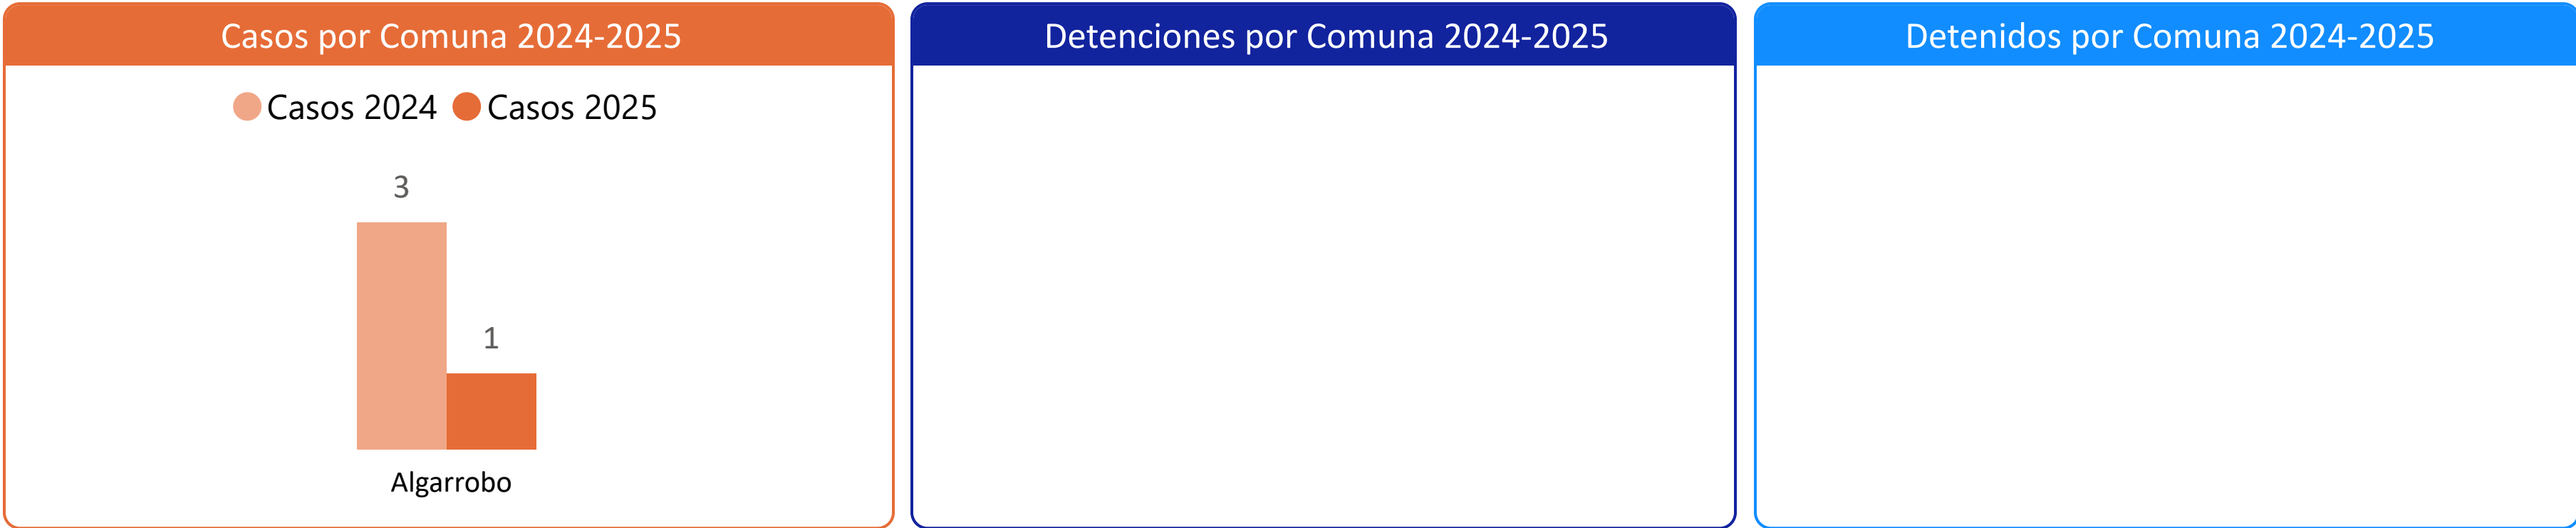 Casos por Comuna 2024-2025
Casos 2024 Casos 2025
3
1
Algarrobo
Detenciones por Comuna 2024-2025
Detenidos por Comuna 2024-2025